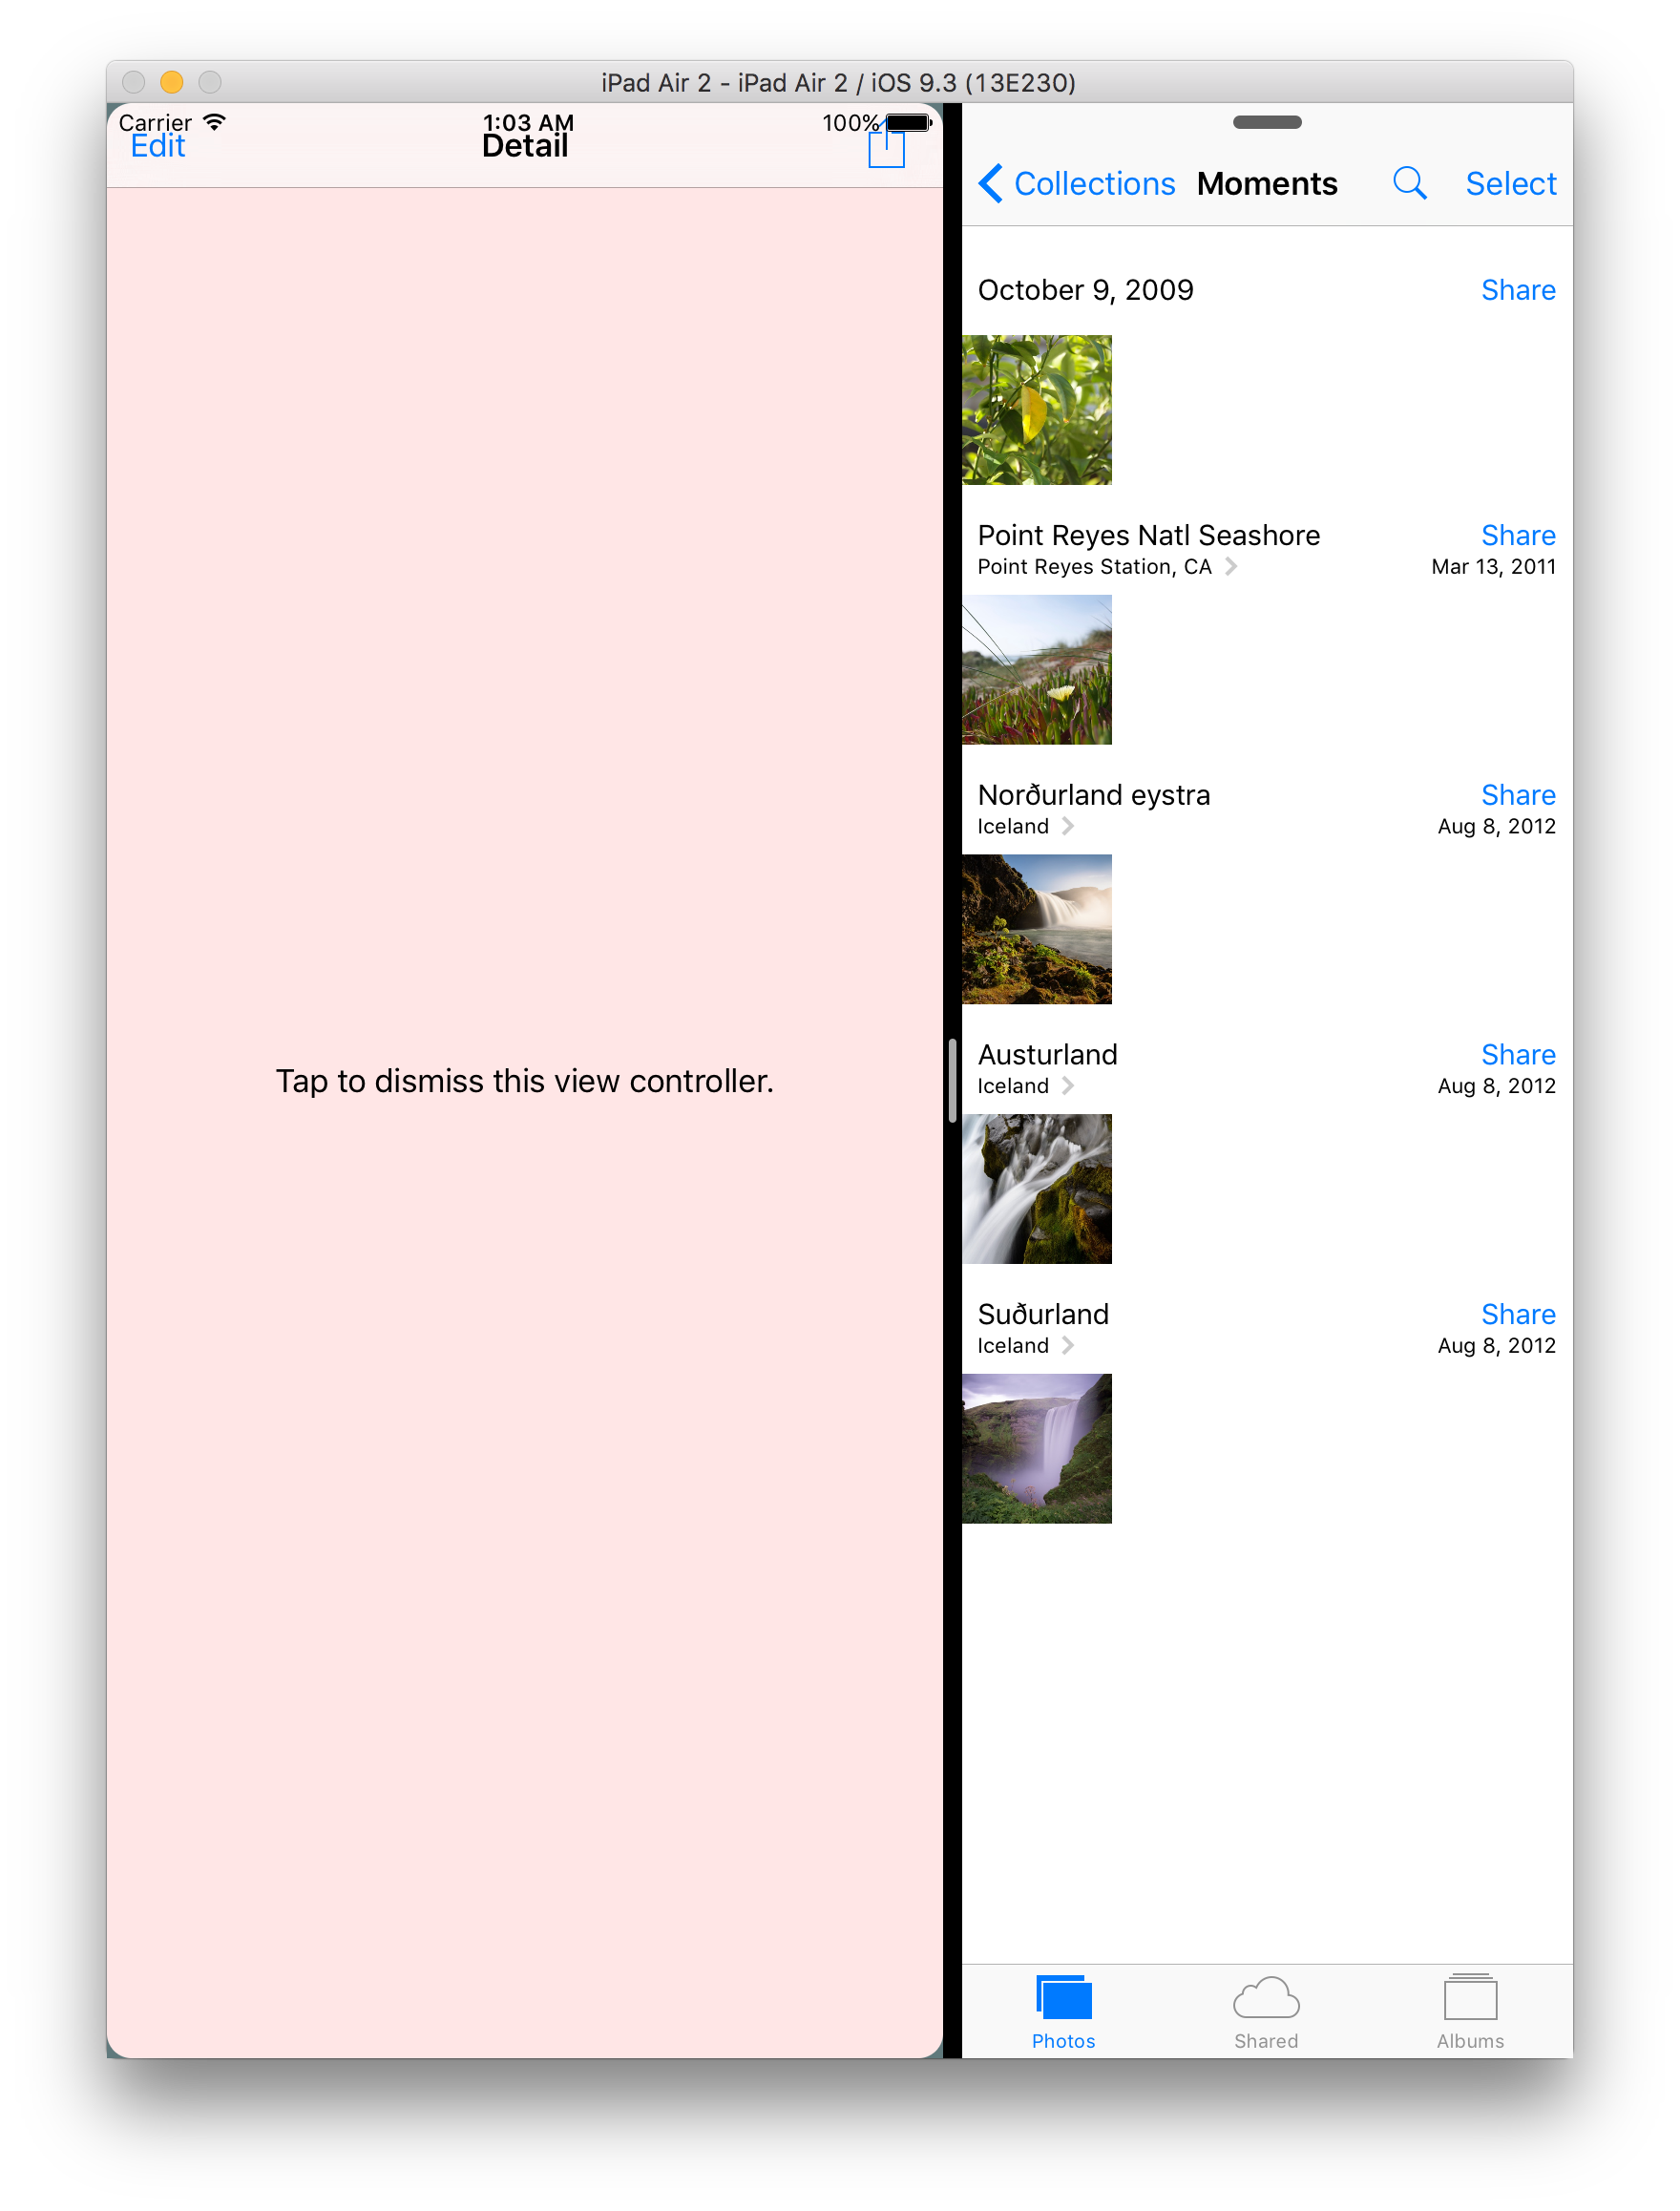 iPad Air 2 - iPad Air 2 / iOS 9.3 (13E230)
Carrier 1:03 AM 100%
Edit Detail
Tap to dismiss this view controller.
Collections Moments Select
October 9, 2009 Share
Point Reyes Natl Seashore Share
Point Reyes Station, CA Mar 13, 2011
Norðurland eystra Share
Iceland Aug 8, 2012
Austurland Share
Iceland Aug 8, 2012
Suðurland Share
Iceland Aug 8, 2012
Photos Shared Albums